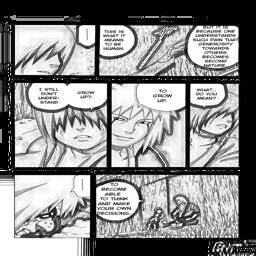 THIS IS
WHAT IT
MEANS
TO BE
HUMAN.
BUT IT IS
BECAUSE ONE
UNDERSTANDS
SUCH PAIN THAT
GENEROSITY
TOWARDS
OTHERS
BECOMES
SECOND
NATURE.
I STILL
DON'T
UNDER-
STAND
GROW
UP?.
TO
GROW
UP.
WHAT..
DO YOU
MEAN?
TO
BECOME
ABLE
TO THINK
AND MAKE
YOUR OWN
DECISIONS.